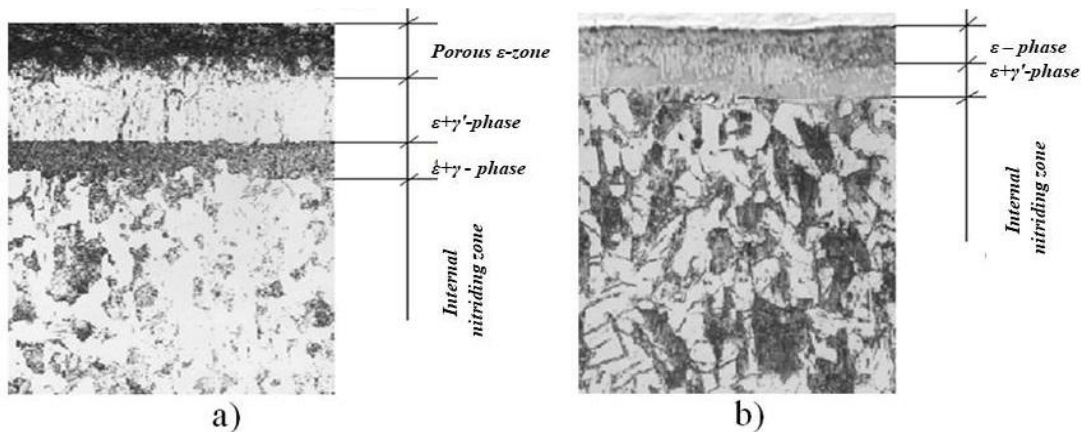 Porous ε-zone
ε+γ'-phase
ε+γ - phase
Internal
nitriding zone
a)
ε – phase
ε+γ'-phase
Internal
nitriding zone
b)